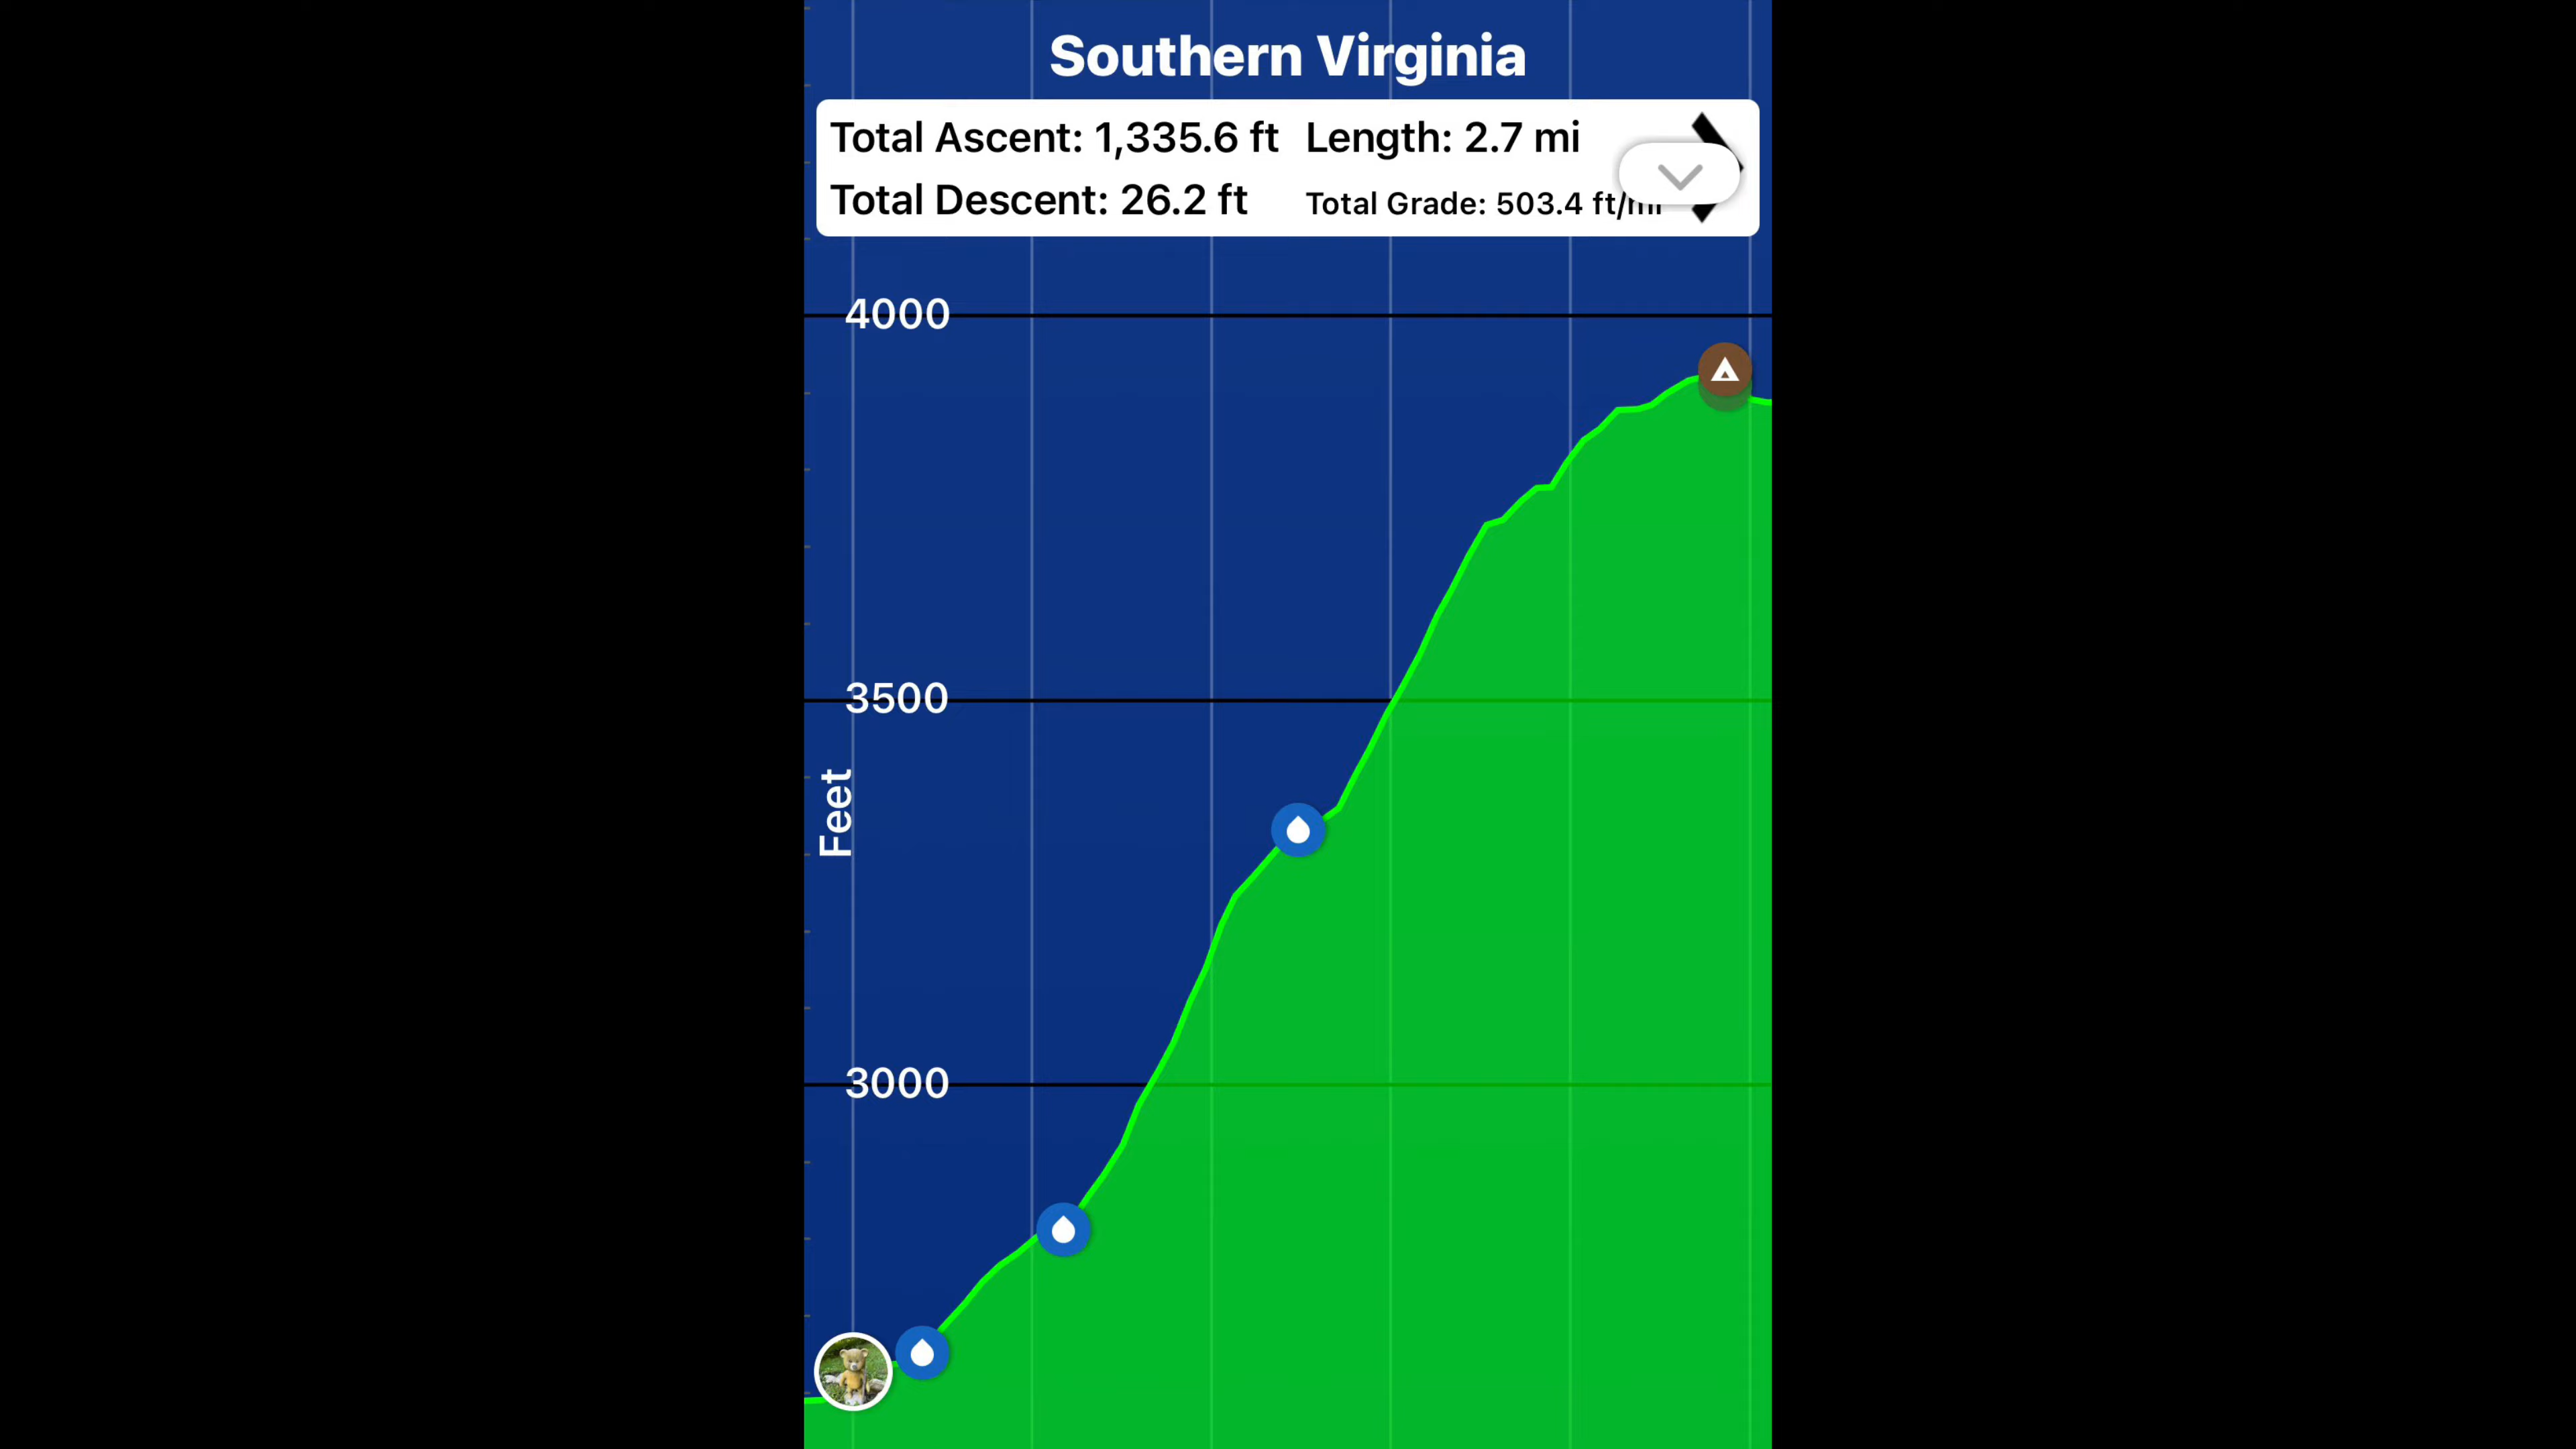 Southern Virginia
Total Ascent: 1,335.6 ft Length: 2.7 mi
Total Descent: 26.2 ft Total Grade: 503.4 ft/mi
4000
3500
Feet
3000